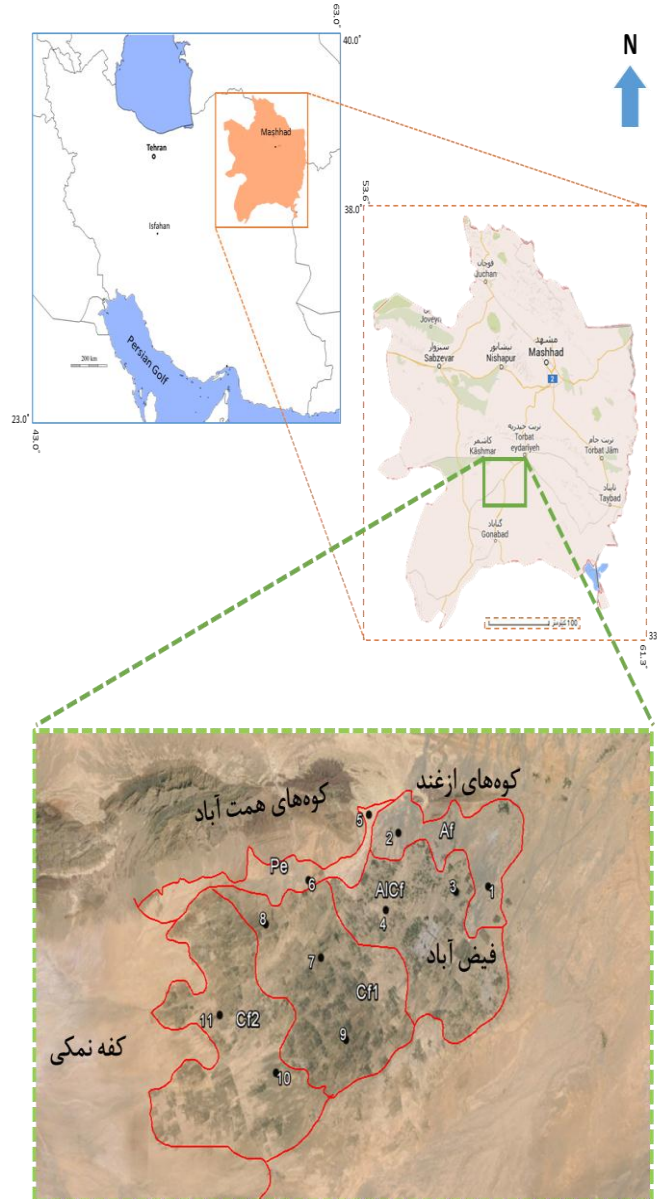 63.0°
40.0°
N
Mashhad
Tehran
Isfahan
53.6°
38.0°
قوچان
Juchan
Joveyn
سبزوار
Sabzevar
نیشابور
Nishapur
مشهد
Mashhad
2
200 km
Persian Golf
23.0°
43.0°
کاشمر
Kāshmar
تربت حیدریه
Torbat
eydariyeh
تربت جام
Torbat Jām
تایباد
Taybad
گناباد
Gonabad
100
33
61.3°
کوه‌های ازغند
کوه‌های همت آباد
5
2
Af
Pe
6
AlCf
3
1
4
8
فیض آباد
7
Cf1
11
Cf2
9
کفه نمکی
10